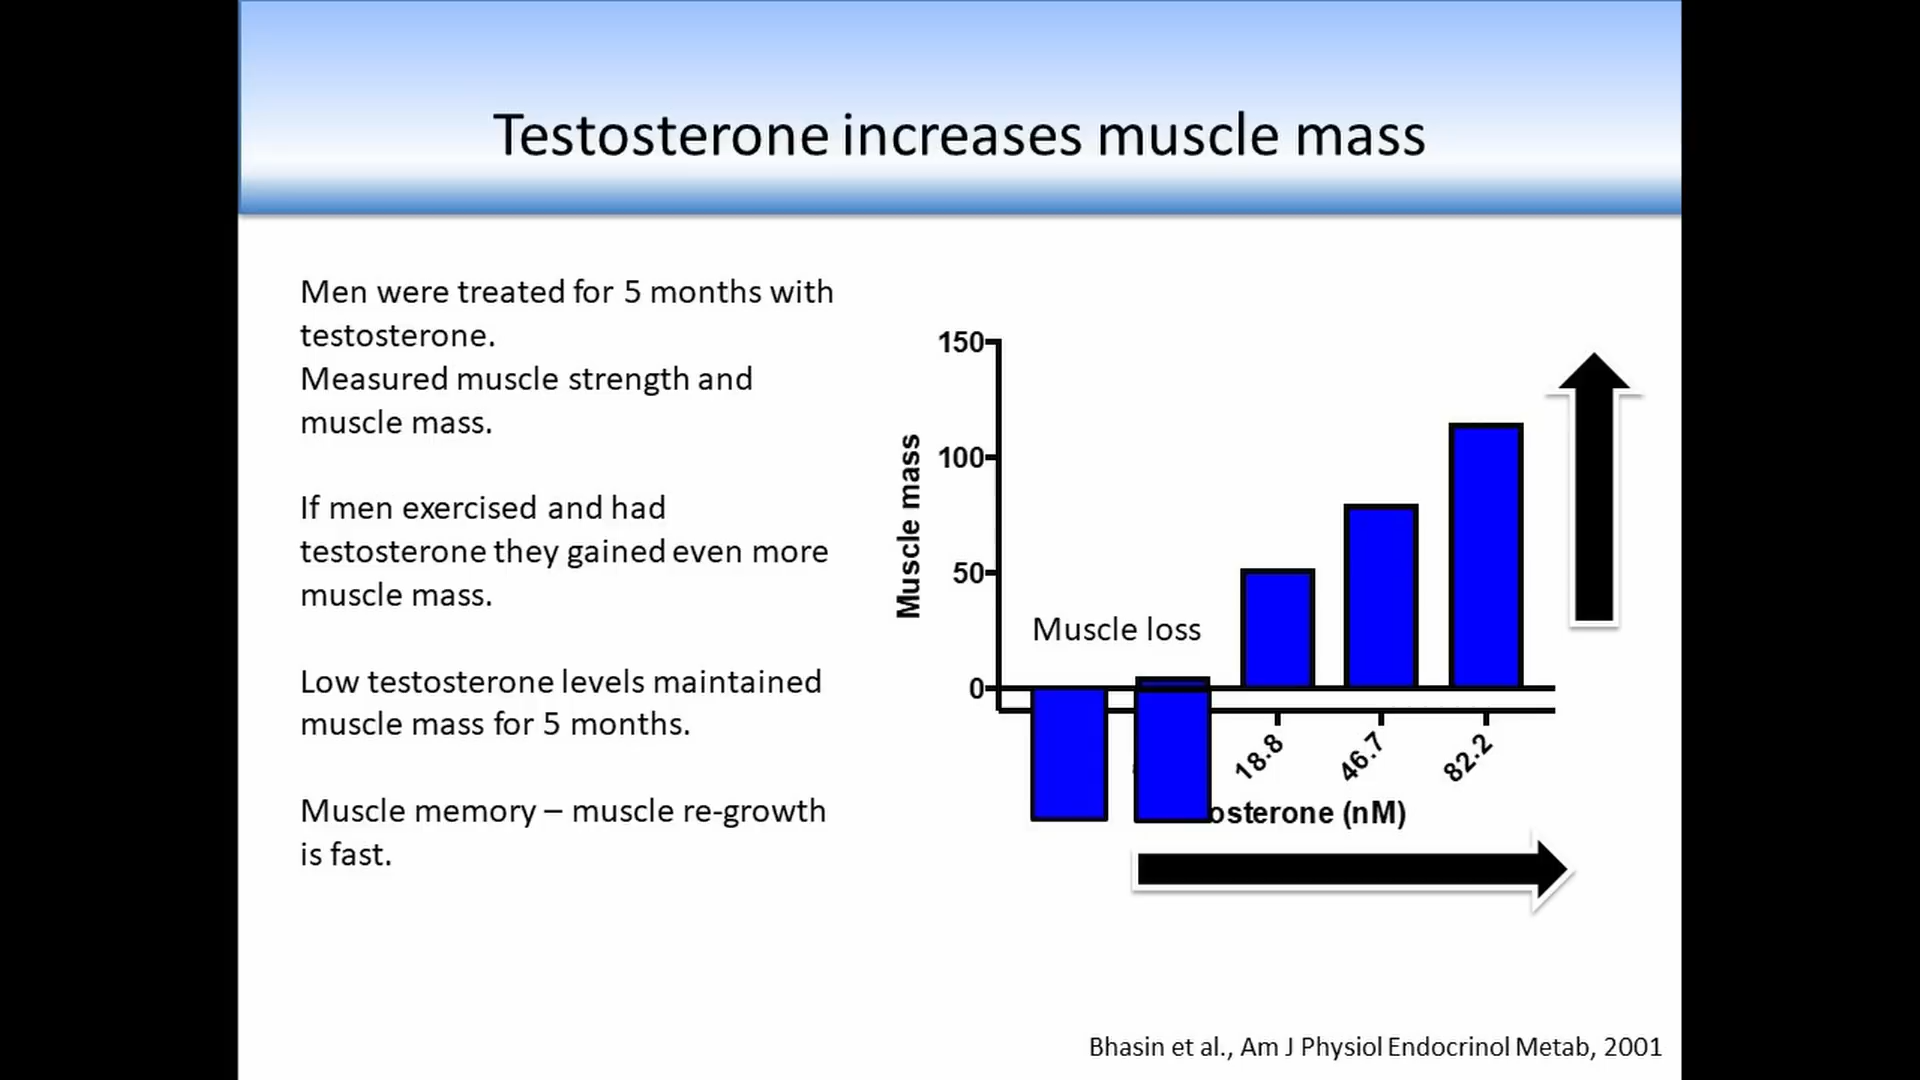 Testosterone increases muscle mass
Men were treated for 5 months with
testosterone.
Measured muscle strength and
muscle mass.
If men exercised and had
testosterone they gained even more
muscle mass.
Low testosterone levels maintained
muscle mass for 5 months.
Muscle memory – muscle re-growth
is fast.
150
100
50
0
Muscle mass
Muscle loss
18.8
46.7
82.2
osterone (nM)
Bhasin et al., Am J Physiol Endocrinol Metab, 2001